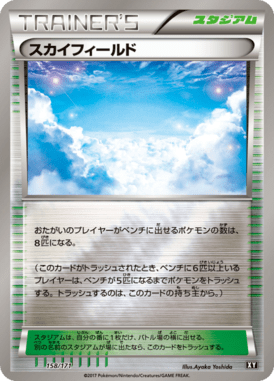 TRAINER'S
スタジアム
スカイフィールド
おたがいのプレイヤーがベンチに出せるポケモンの数は、
8匹になる。
（このカードがトラッシュされたとき、ベンチに6匹以上いる
プレイヤーは、ベンチが5匹になるまでポケモンをトラッ
シュする。トラッシュするのは、このカードの持ち主から。）
スタジアムは、自分の番に1枚だけ、バトル場の横に出せる。
別の名前のスタジアムが場に出たなら、このカードをトラッシュする。
158/171
Illus.Ayaka Yoshida
XY
©2017 Pokémon/Nintendo/Creatures/GAME FREAK.